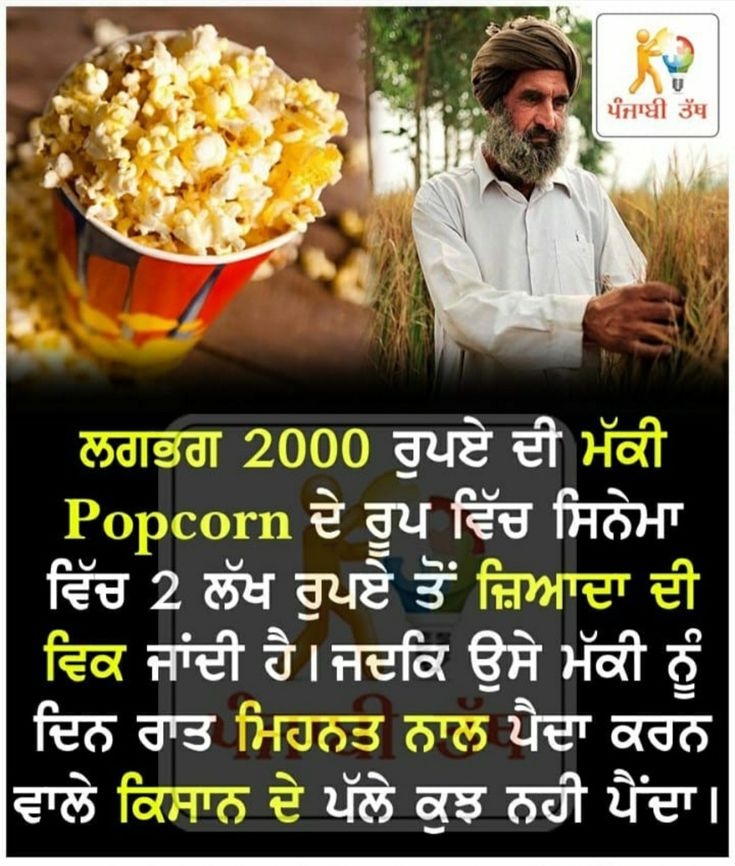 ਪੰਜਾਬੀ ਤੱਥ
ਲਗਭਗ 2000 ਰੁਪਏ ਦੀ ਮੱਕੀ
Popcorn ਦੇ ਰੂਪ ਵਿੱਚ ਸਿਨੇਮਾ
ਵਿੱਚ 2 ਲੱਖ ਰੁਪਏ ਤੋਂ ਜ਼ਿਆਦਾ ਦੀ
ਵਿਕ ਜਾਂਦੀ ਹੈ। ਜਦਕਿ ਉਸੇ ਮੱਕੀ ਨੂੰ
ਦਿਨ ਰਾਤ ਮਿਹਨਤ ਨਾਲ ਪੈਦਾ ਕਰਨ
ਵਾਲੇ ਕਿਸਾਨ ਦੇ ਪੱਲੇ ਕੁਝ ਨਹੀ ਪੈਂਦਾ।
ਪੰਜਾਬੀ ਤੱਥ